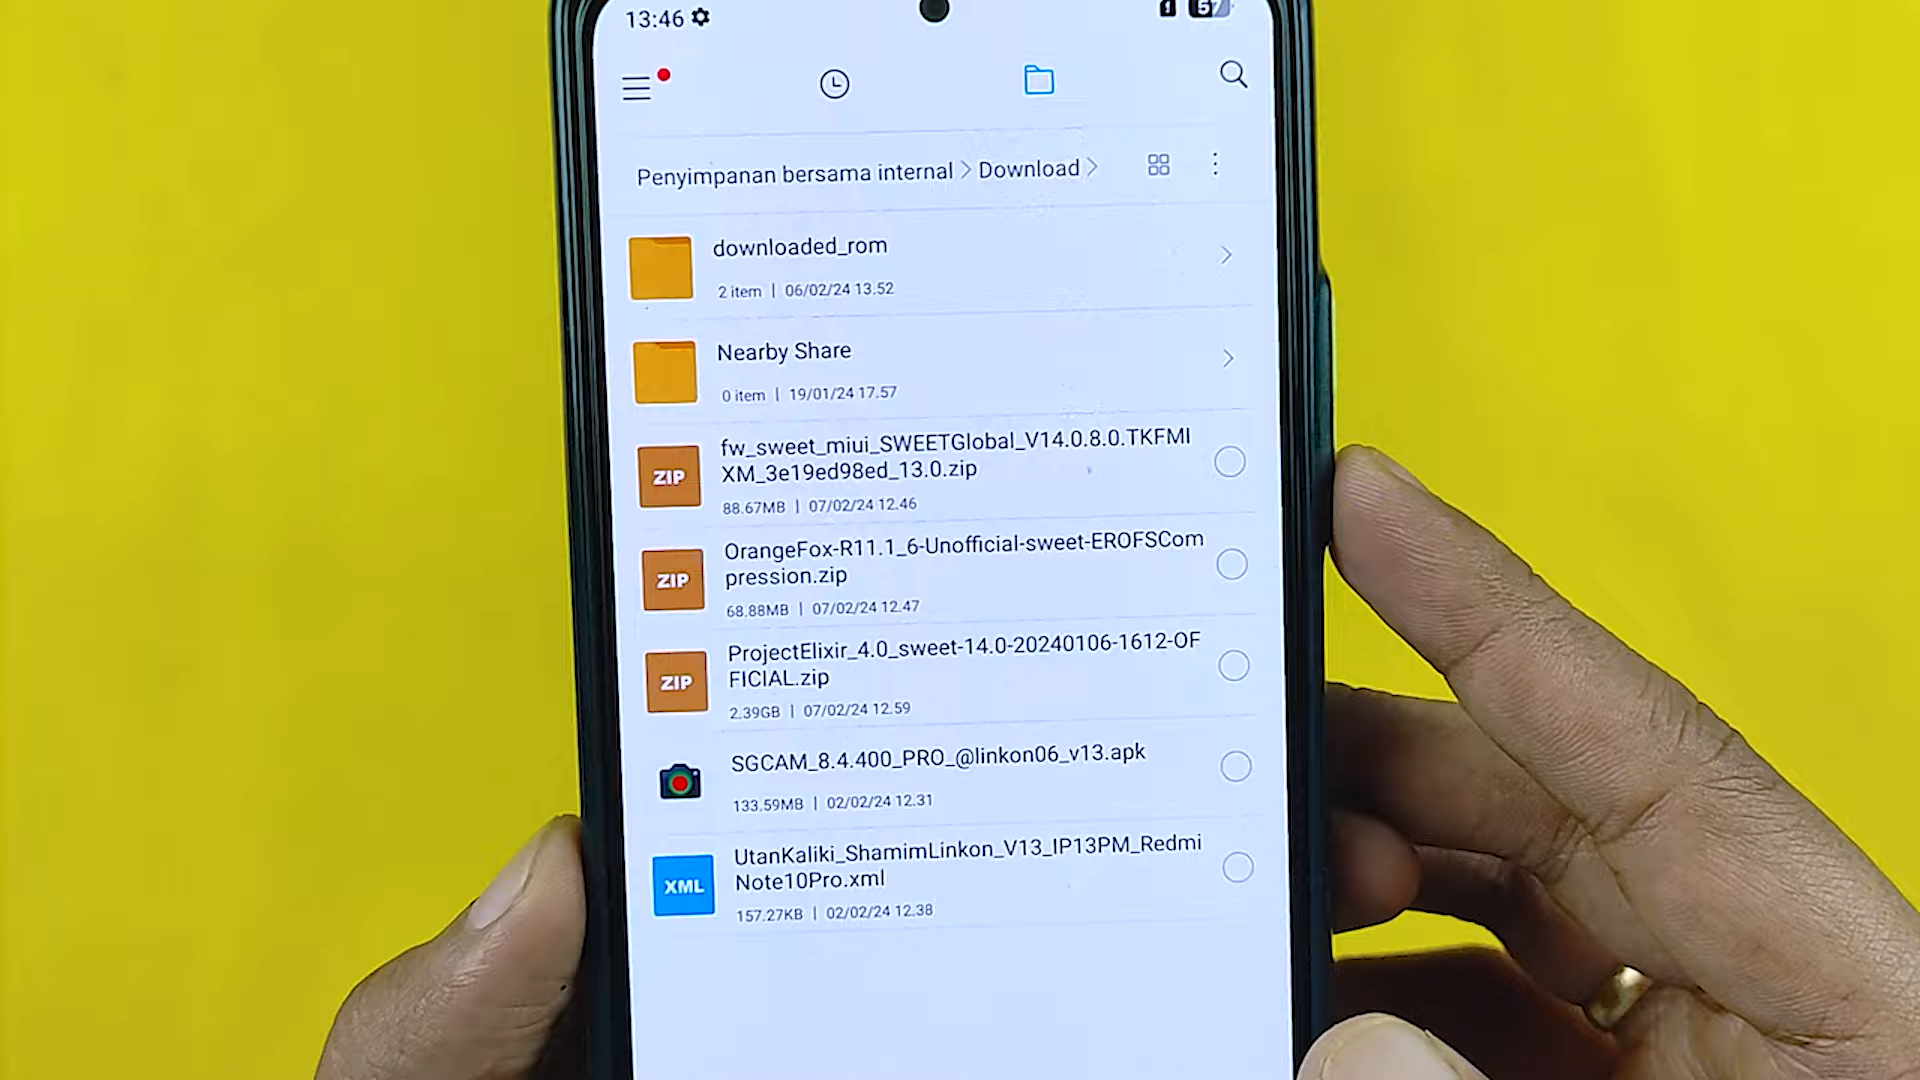 13:46
57
Penyimpanan bersama internal > Download >
downloaded_rom
2 item | 06/02/24 13.52
Nearby Share
0 item | 19/01/24 17.57
fw_sweet_miui_SWEETGlobal_V14.0.8.0.TKFMI
XM_3e19ed98ed_13.0.zip
ZIP
88.67MB | 07/02/24 12.46
OrangeFox-R11.1_6-Unofficial-sweet-EROFSCom
pression.zip
ZIP
68.88MB | 07/02/24 12.47
ProjectElixir_4.0_sweet-14.0-20240106-1612-OF
FICIAL.zip
ZIP
2.39GB | 07/02/24 12.59
SGCAM_8.4.400_PRO_@linkon06_v13.apk
133.59MB | 02/02/24 12.31
UtanKaliki_ShamimLinkon_V13_IP13PM_Redmi
Note10Pro.xml
XML
157.27KB | 02/02/24 12.38